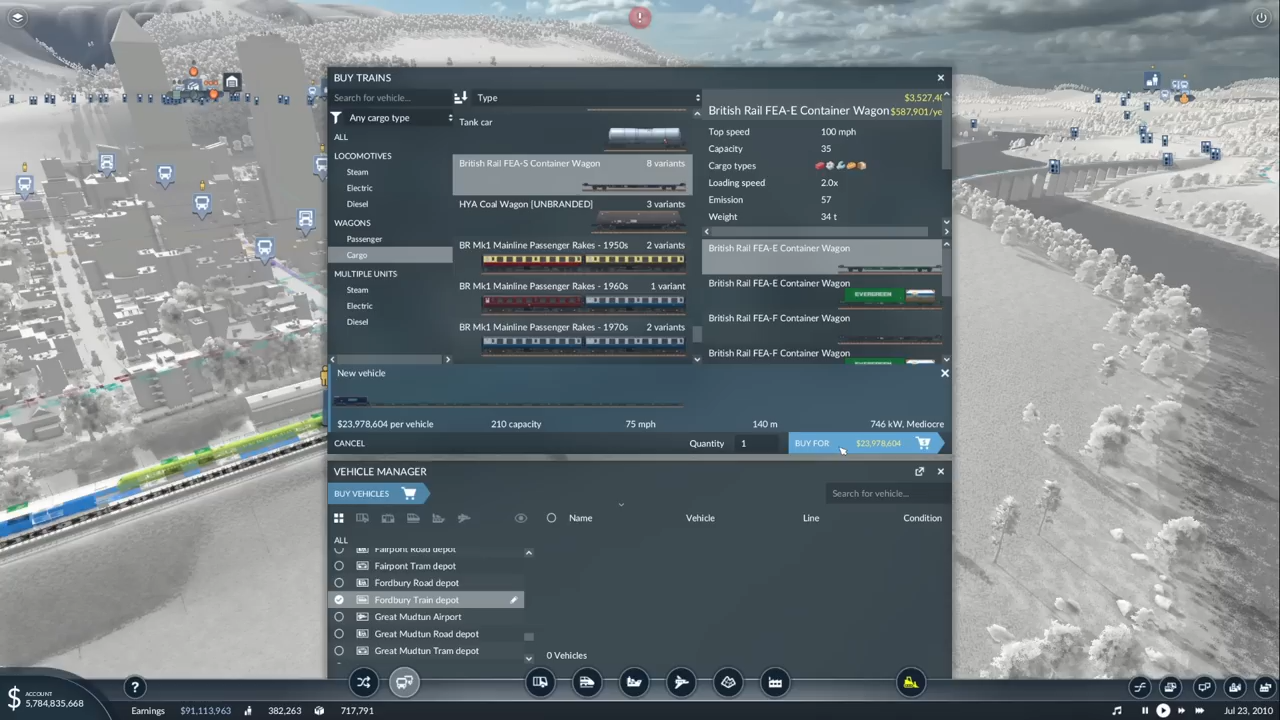 BUY TRAINS
Search for vehicle...
Type
Any cargo type
ALL
LOCOMOTIVES
Steam
Electric
Diesel
WAGONS
Passenger
Cargo
MULTIPLE UNITS
Steam
Electric
Diesel
Tank car
British Rail FEA-S Container Wagon 8 variants
HYA Coal Wagon [UNBRANDED] 3 variants
BR Mk1 Mainline Passenger Rakes - 1950s 2 variants
BR Mk1 Mainline Passenger Rakes - 1960s 1 variant
BR Mk1 Mainline Passenger Rakes - 1970s 2 variants
$3,527,40
British Rail FEA-E Container Wagon $587,901/ye
Top speed 100 mph
Capacity 35
Cargo types
Loading speed 2.0x
Emission 57
Weight 34 t
British Rail FEA-E Container Wagon
British Rail FEA-E Container Wagon
EVERGREEN
British Rail FEA-F Container Wagon
British Rail FEA-F Container Wagon
New vehicle
$23,978,604 per vehicle 210 capacity 75 mph 140 m 746 kW, Mediocre
CANCEL Quantity 1 BUY FOR $23,978,604
VEHICLE MANAGER
BUY VEHICLES
Search for vehicle...
Name Vehicle Line Condition
ALL
Fairpont Road depot
Fairpont Tram depot
Fordbury Road depot
Fordbury Train depot
Great Mudtun Airport
Great Mudtun Road depot
Great Mudtun Tram depot
0 Vehicles
$ ACCOUNT
5,784,835,668
?
Earnings $91,113,963 382,263 717,791
Jul 23, 2010